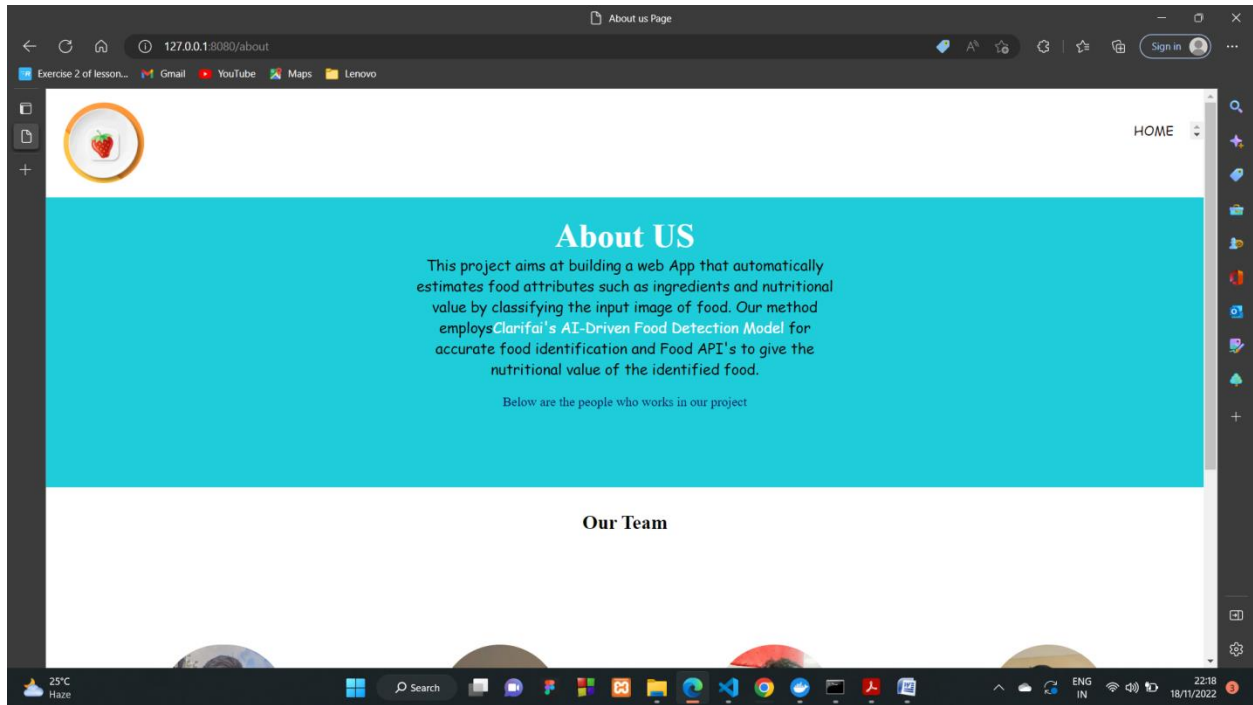 About us Page
127.0.0.1:8080/about
Sign in
Exercise 2 of lesson... Gmail YouTube Maps Lenovo
HOME
About US
This project aims at building a web App that automatically
estimates food attributes such as ingredients and nutritional
value by classifying the input image of food. Our method
employsClarifai's AI-Driven Food Detection Model for
accurate food identification and Food API's to give the
nutritional value of the identified food.
Below are the people who works in our project
Our Team
25°C
Haze
Search
ENG
IN
22:18
18/11/2022
3